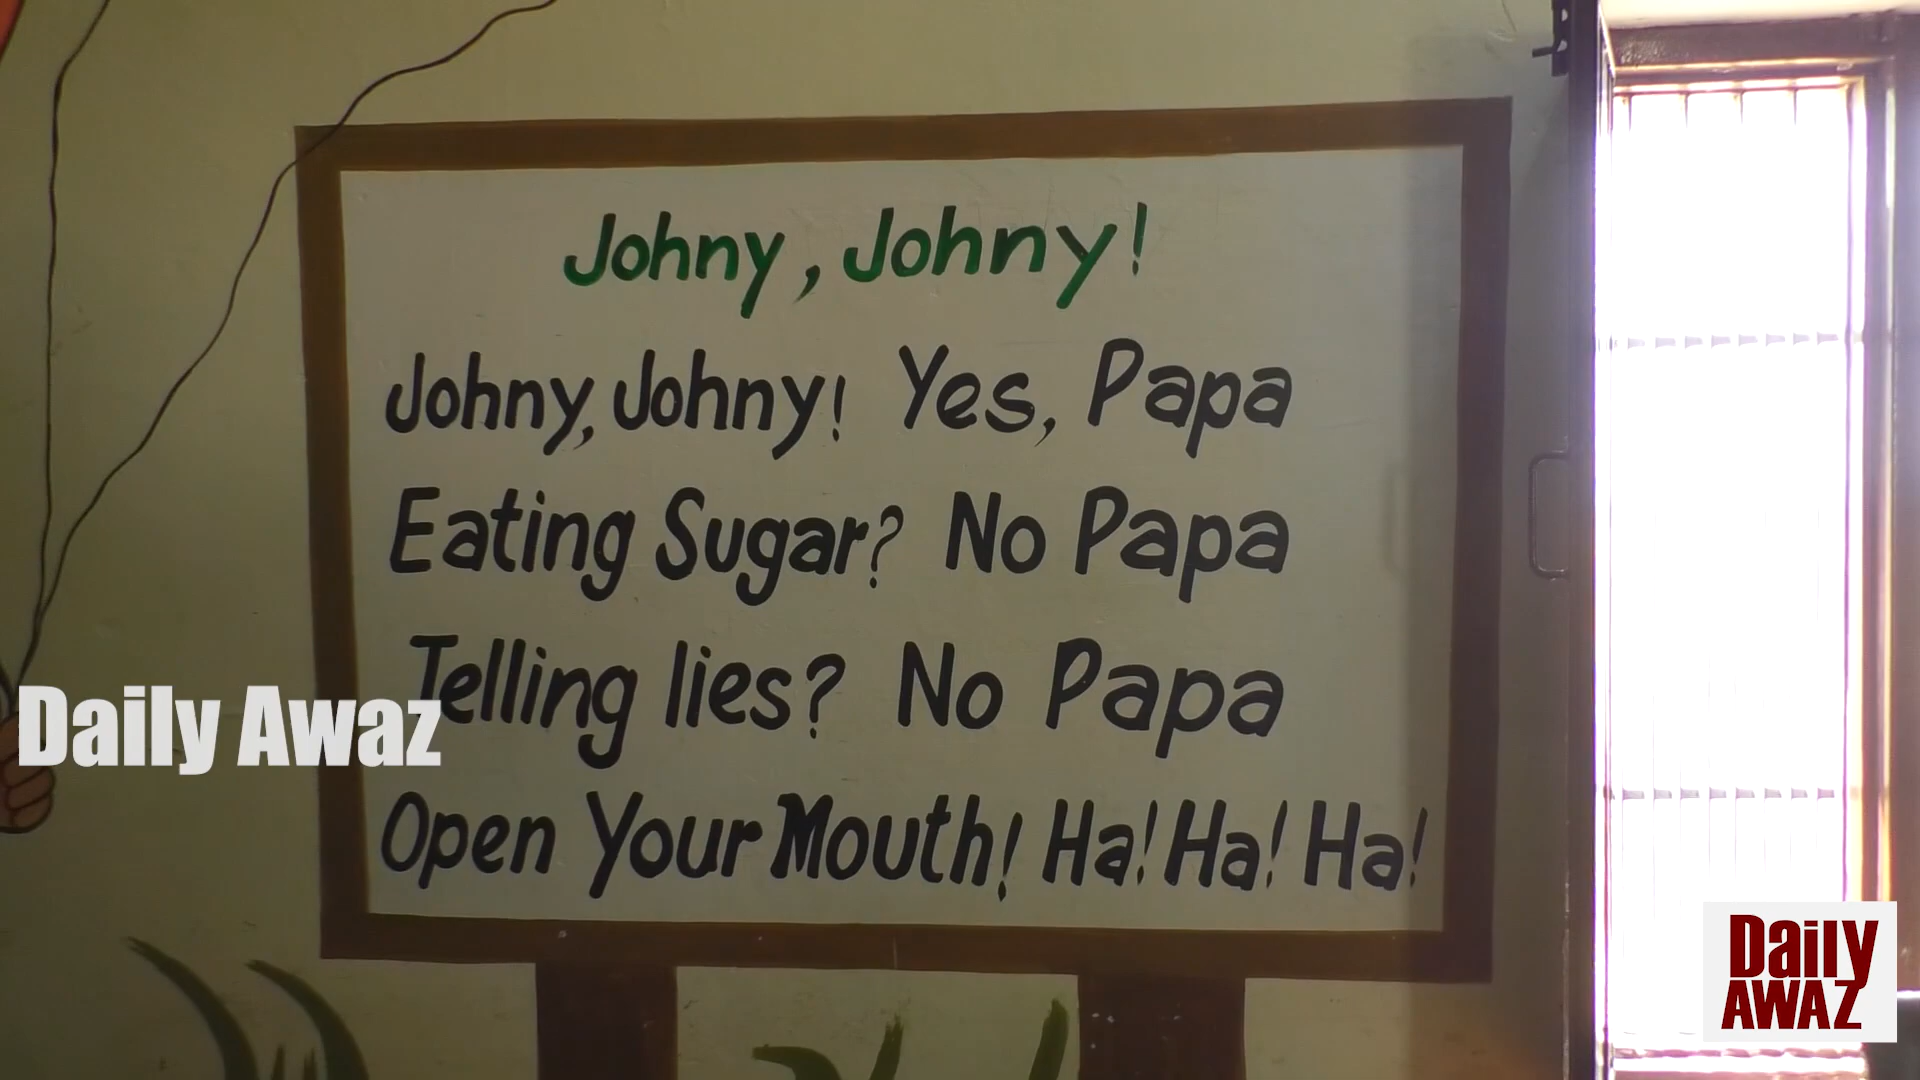 Johny, Johny!
Johny, Johny! Yes, Papa
Eating Sugar? No Papa
Telling lies? No Papa
Daily Awaz
Open Your Mouth! Ha! Ha! Ha!
Daily
AWAZ